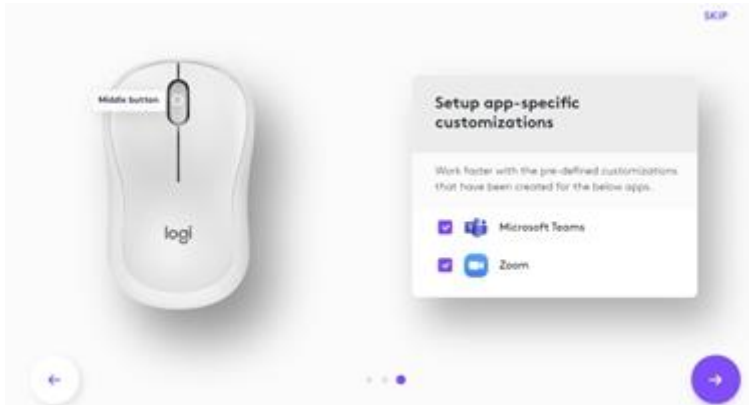 SKIP
Middle button
logi
Setup app-specific
customizations
Work faster with the pre-defined customizations
that have been created for the below apps.
Microsoft Teams
Zoom